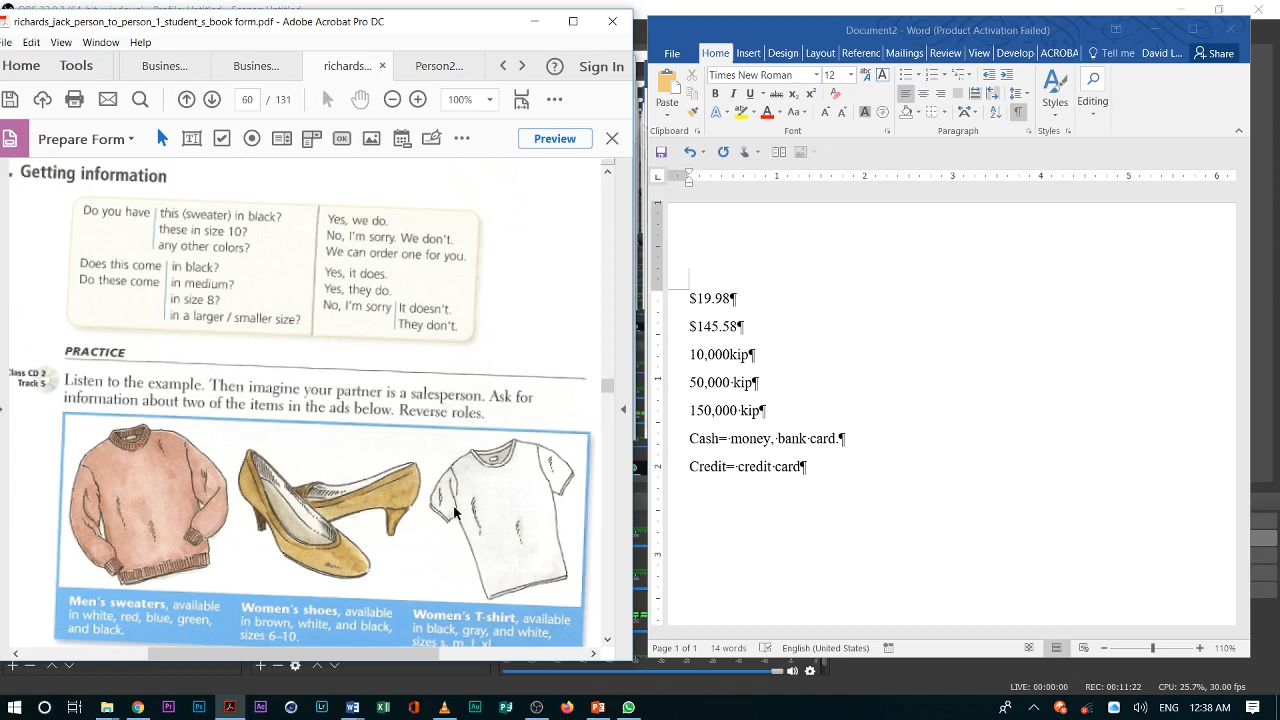 richards_jack_person_to_person_1_student_s_book form.pdf - Adobe Acrobat Pro DC
Edit View Window Help
Home Tools Busines... Busines... richards... × Person2... Sign In
60 / 131 100%
Prepare Form Preview
Getting information
Do you have this (sweater) in black?
these in size 10?
any other colors?
Does this come in black?
Do these come in medium?
in size 8?
in a larger / smaller size?
Yes, we do.
No, I'm sorry. We don't.
We can order one for you.
Yes, it does.
Yes, they do.
No, I'm sorry It doesn't.
They don't.
PRACTICE
Class CD 2
Track 5
Listen to the example. Then imagine your partner is a salesperson. Ask for
information about two of the items in the ads below. Reverse roles.
Men's sweaters, available
in white, red, blue, green,
and black.
Women's shoes, available
in brown, white, and black,
sizes 6–10.
Women's T-shirt, available
in black, gray, and white,
sizes s, m, l, xl.
Document2 - Word (Product Activation Failed)
File Home Insert Design Layout Referenc Mailings Review View Develop ACROBA Tell me David L... Share
Times New Roman 12
Paste Styles Editing
Clipboard Font Paragraph Styles
1 2 3 4 5 6
$19.98¶
$145.58¶
10,000kip¶
50,000·kip¶
150,000·kip¶
Cash=·money,·bank·card.¶
Credit=·credit·card¶
Page 1 of 1 14 words English (United States) 110%
LIVE: 00:00:00 REC: 00:11:22 CPU: 25.7%, 30.00 fps
ENG 12:38 AM